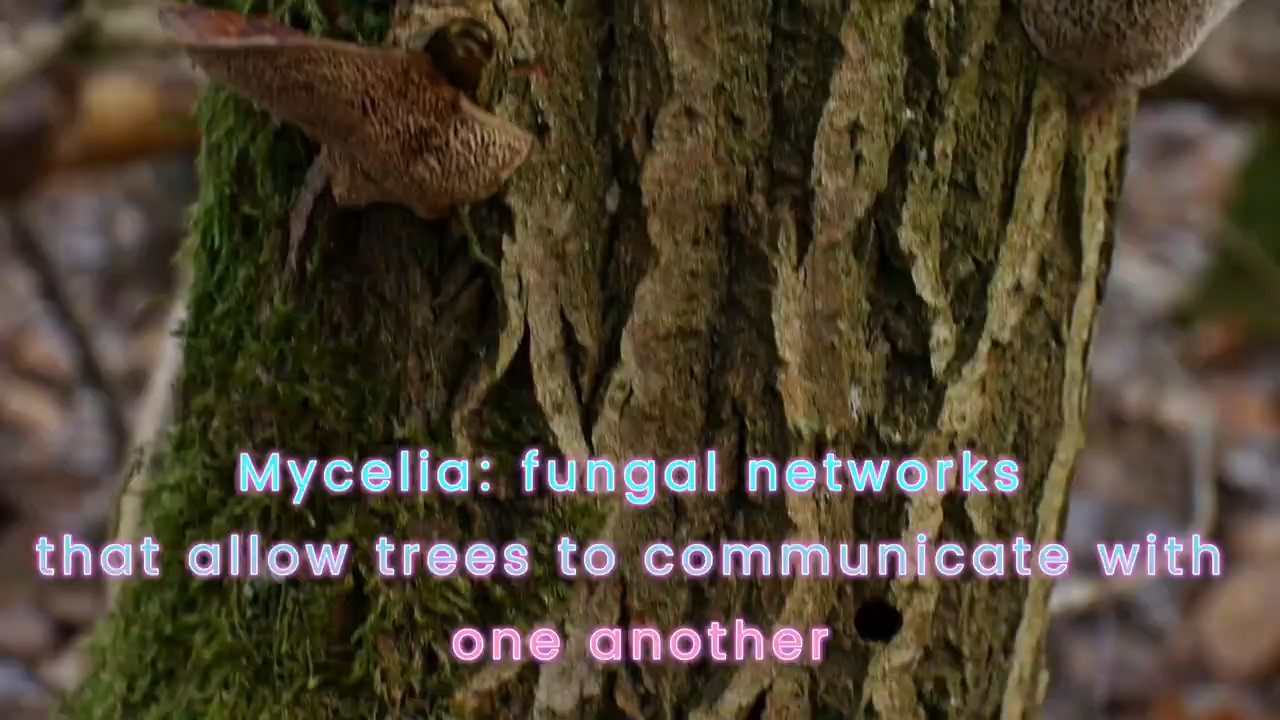 Mycelia: fungal networks
that allow trees to communicate with
one another